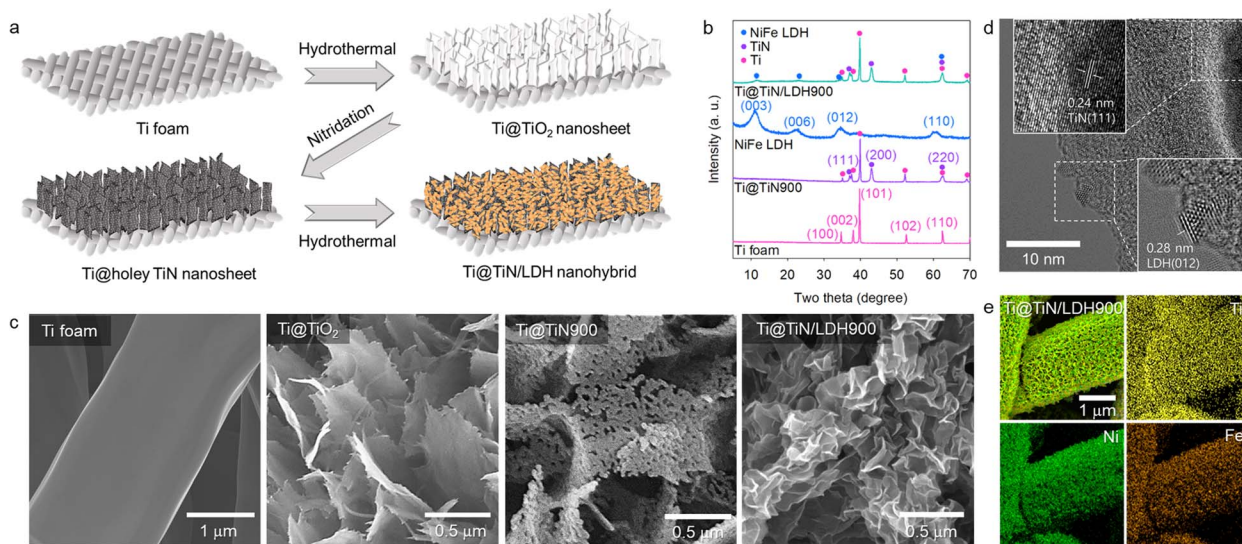 a
Hydrothermal
Ti foam
Ti@TiO₂ nanosheet
Nitridation
Hydrothermal
Ti@holey TiN nanosheet
Ti@TiN/LDH nanohybrid
b
NiFe LDH
TiN
Ti
Ti@TiN/LDH900
(003)
(006)
(012)
(110)
NiFe LDH
(111)
(200)
(220)
Ti@TiN900
(101)
(002)
(100)
(102)
(110)
Ti foam
Intensity (a. u.)
10 20 30 40 50 60 70
Two theta (degree)
d
0.24 nm
TiN(111)
0.28 nm
LDH(012)
10 nm
c
Ti foam
1 μm
Ti@TiO₂
0.5 μm
Ti@TiN900
0.5 μm
Ti@TiN/LDH900
0.5 μm
e
Ti@TiN/LDH900
1 μm
Ti
Ni
Fe